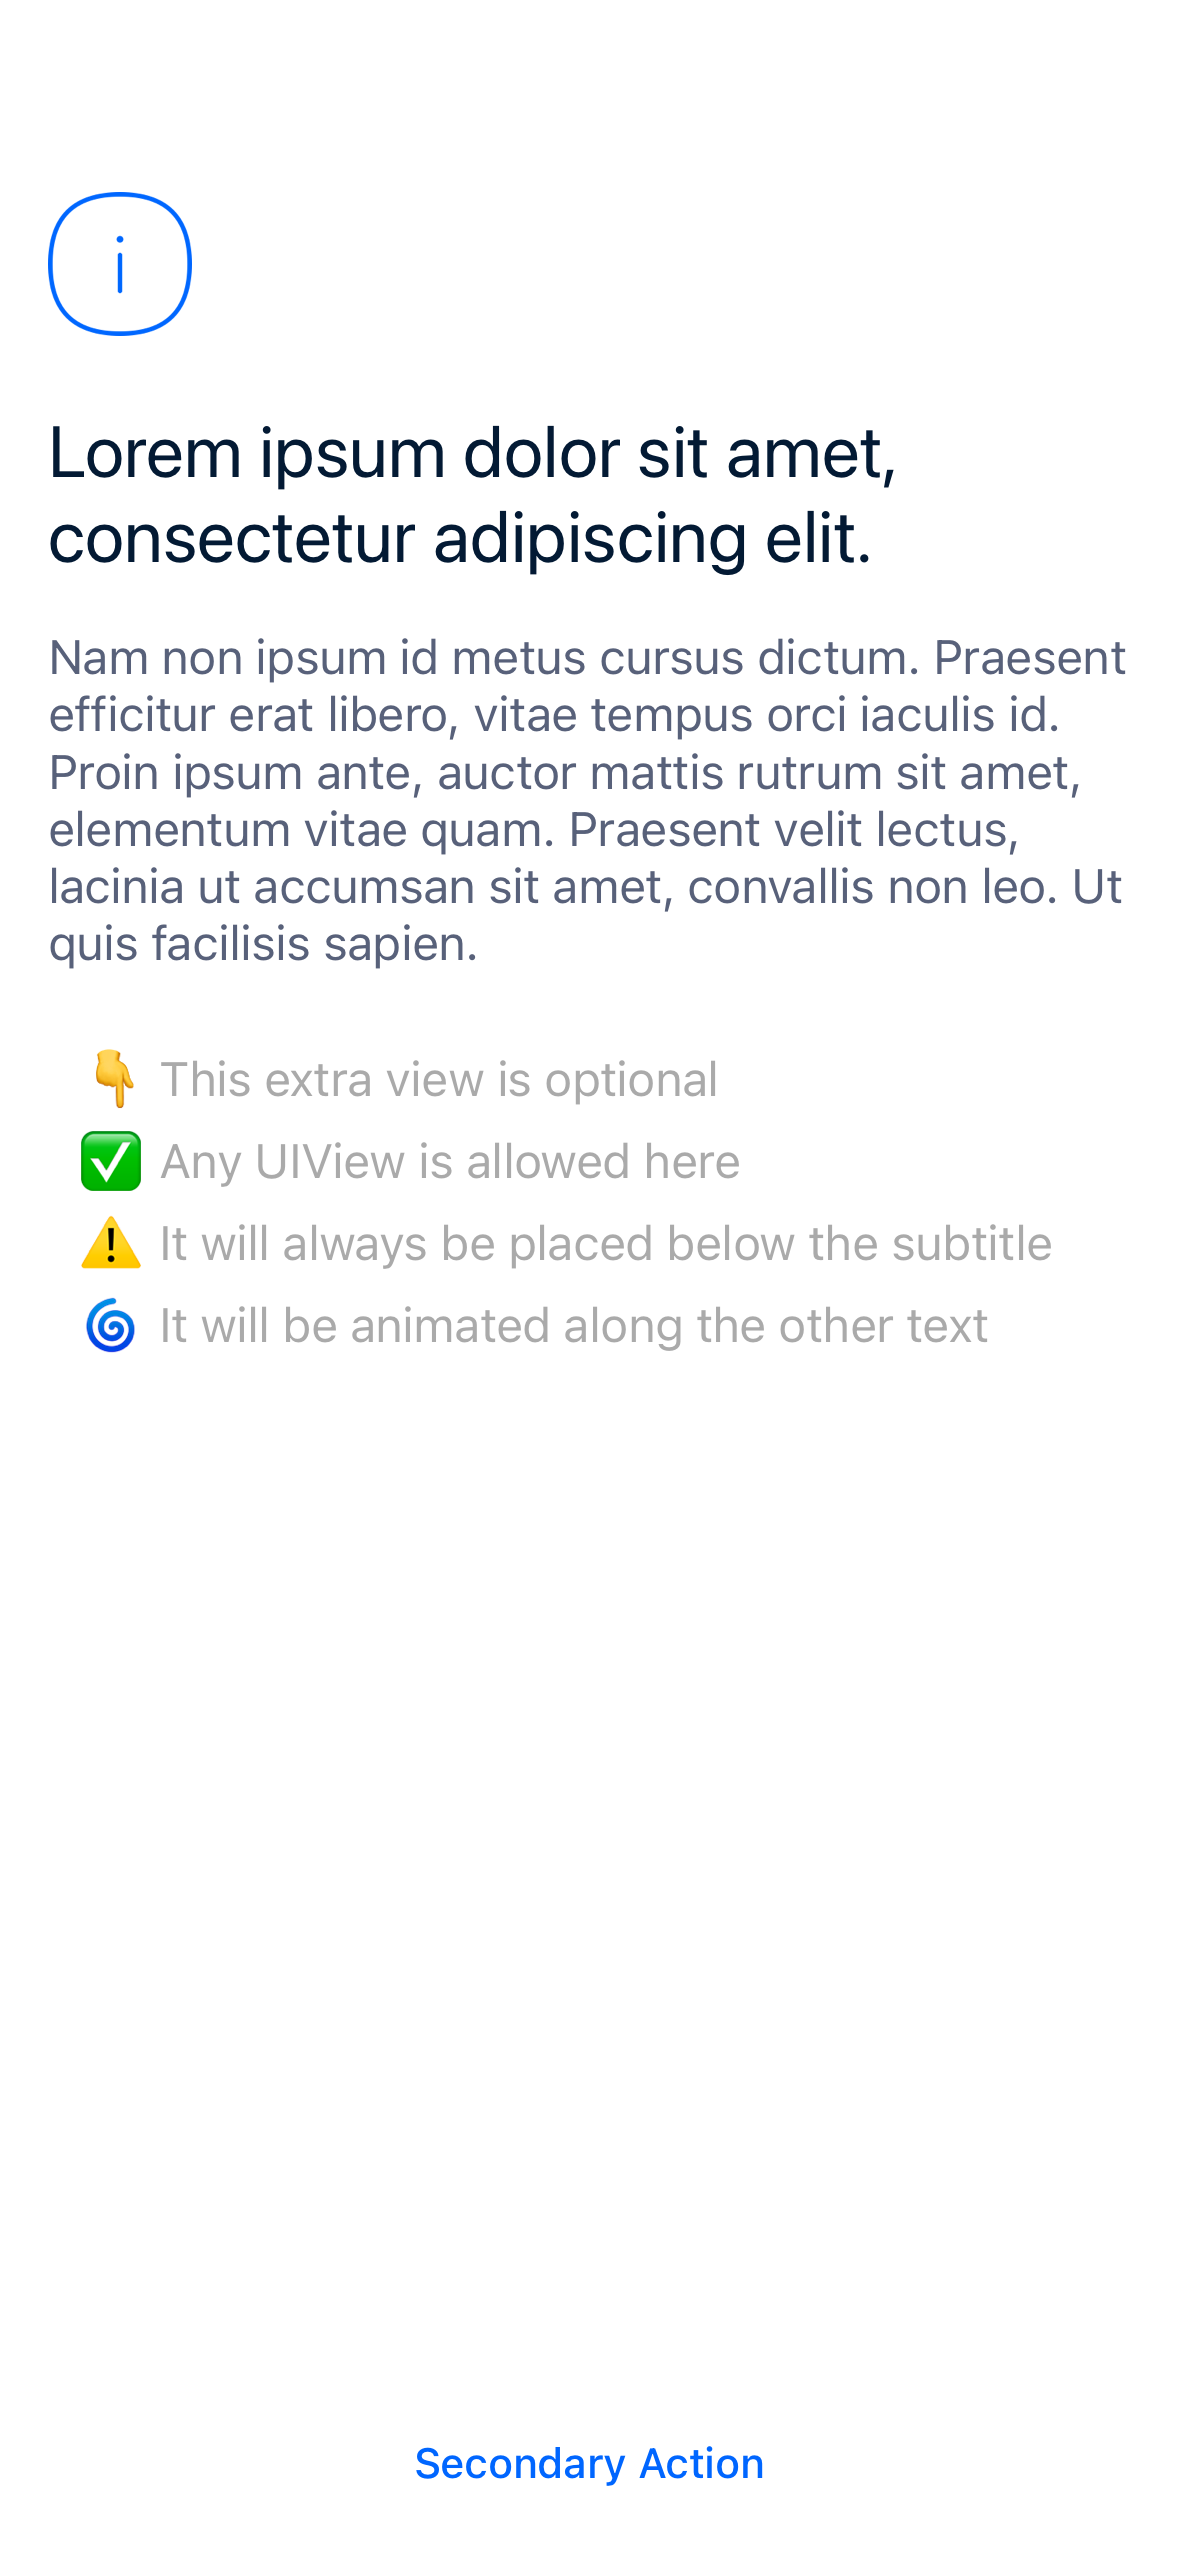 Lorem ipsum dolor sit amet,
consectetur adipiscing elit.
Nam non ipsum id metus cursus dictum. Praesent
efficitur erat libero, vitae tempus orci iaculis id.
Proin ipsum ante, auctor mattis rutrum sit amet,
elementum vitae quam. Praesent velit lectus,
lacinia ut accumsan sit amet, convallis non leo. Ut
quis facilisis sapien.
👇 This extra view is optional
✅ Any UIView is allowed here
⚠️ It will always be placed below the subtitle
🌀 It will be animated along the other text
Secondary Action